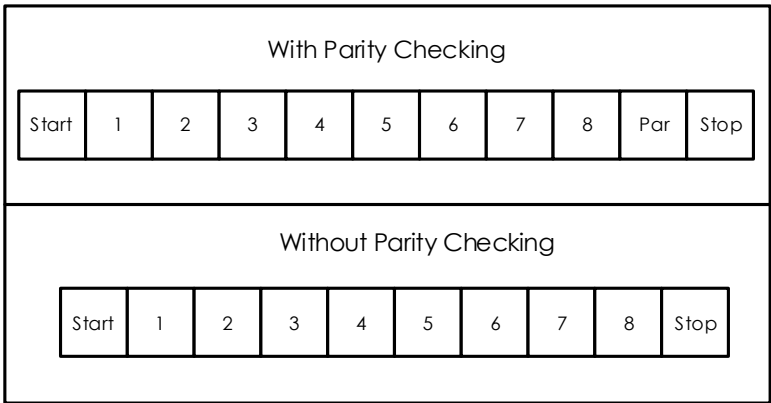 With Parity Checking
Start 1 2 3 4 5 6 7 8 Par Stop
Without Parity Checking
Start 1 2 3 4 5 6 7 8 Stop